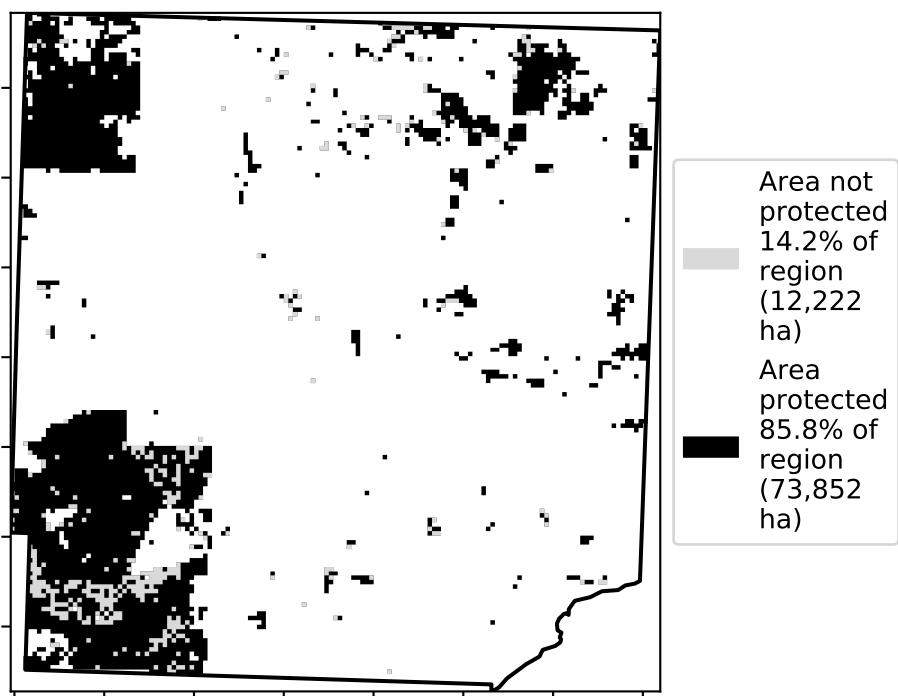 Area not
protected
14.2% of
region
(12,222
ha)
Area
protected
85.8% of
region
(73,852
ha)